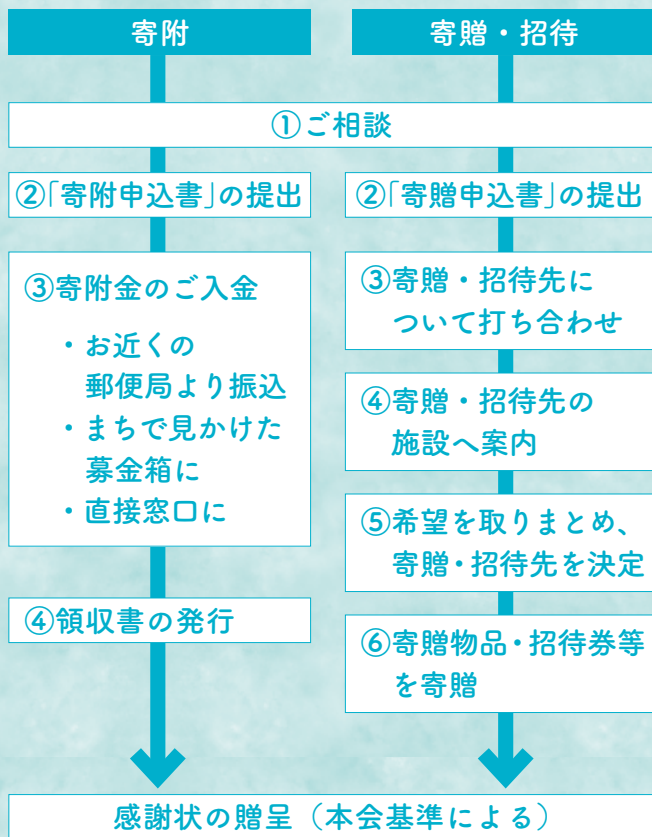 寄附
寄贈・招待
①ご相談
②「寄附申込書」の提出
③寄附金のご入金
・お近くの
郵便局より振込
・まちで見かけた
募金箱に
・直接窓口に
④領収書の発行
②「寄贈申込書」の提出
③寄贈・招待先に
ついて打ち合わせ
④寄贈・招待先の
施設へ案内
⑤希望を取りまとめ、
寄贈・招待先を決定
⑥寄贈物品・招待券等
を寄贈
感謝状の贈呈（本会基準による）